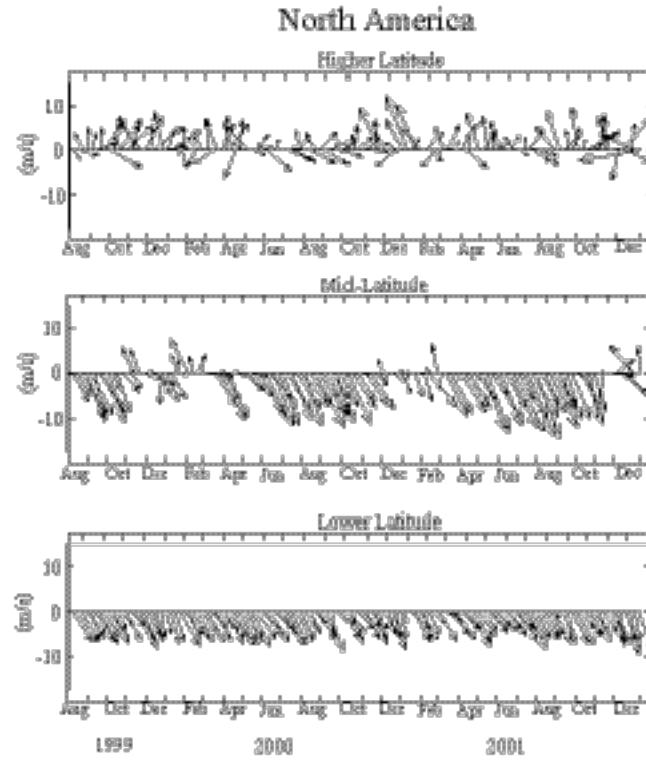 North America
Higher Latitude
10
(m/s)
0
-10
Aug Oct Dec Feb Apr Jun Aug Oct Dec Feb Apr Jun Aug Oct Dec
Mid-Latitude
10
(m/s)
0
-10
Aug Oct Dec Feb Apr Jun Aug Oct Dec Feb Apr Jun Aug Oct Dec
Lower Latitude
10
(m/s)
0
-10
Aug Oct Dec Feb Apr Jun Aug Oct Dec Feb Apr Jun Aug Oct Dec
1999 2000 2001